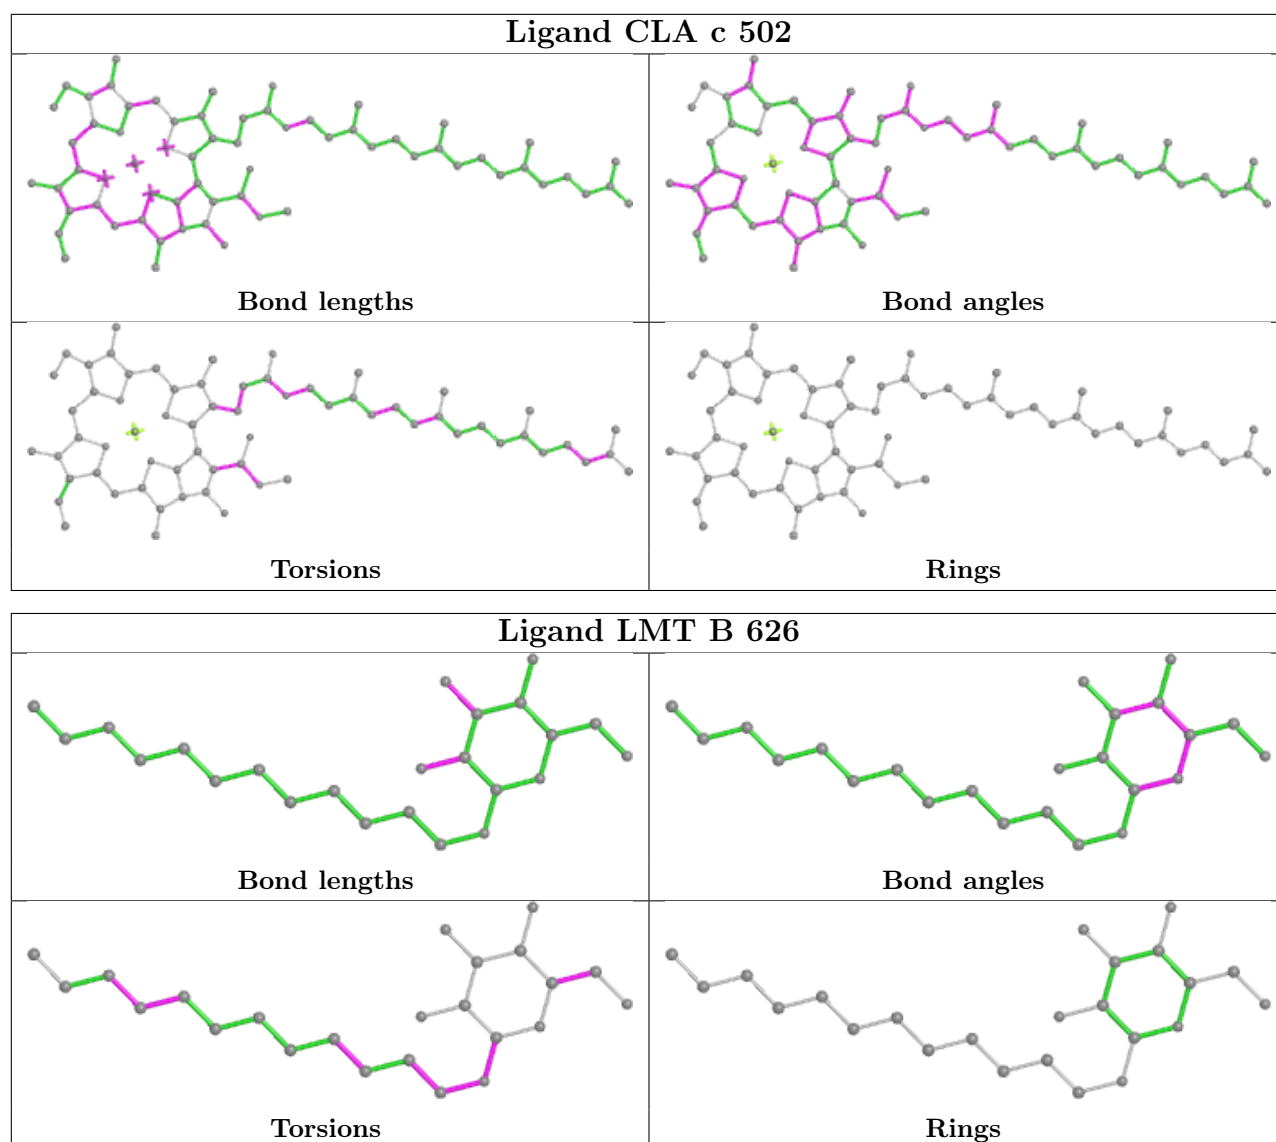 Ligand CLA c 502
Bond lengths
Bond angles
Torsions
Rings
Ligand LMT B 626
Bond lengths
Bond angles
Torsions
Rings